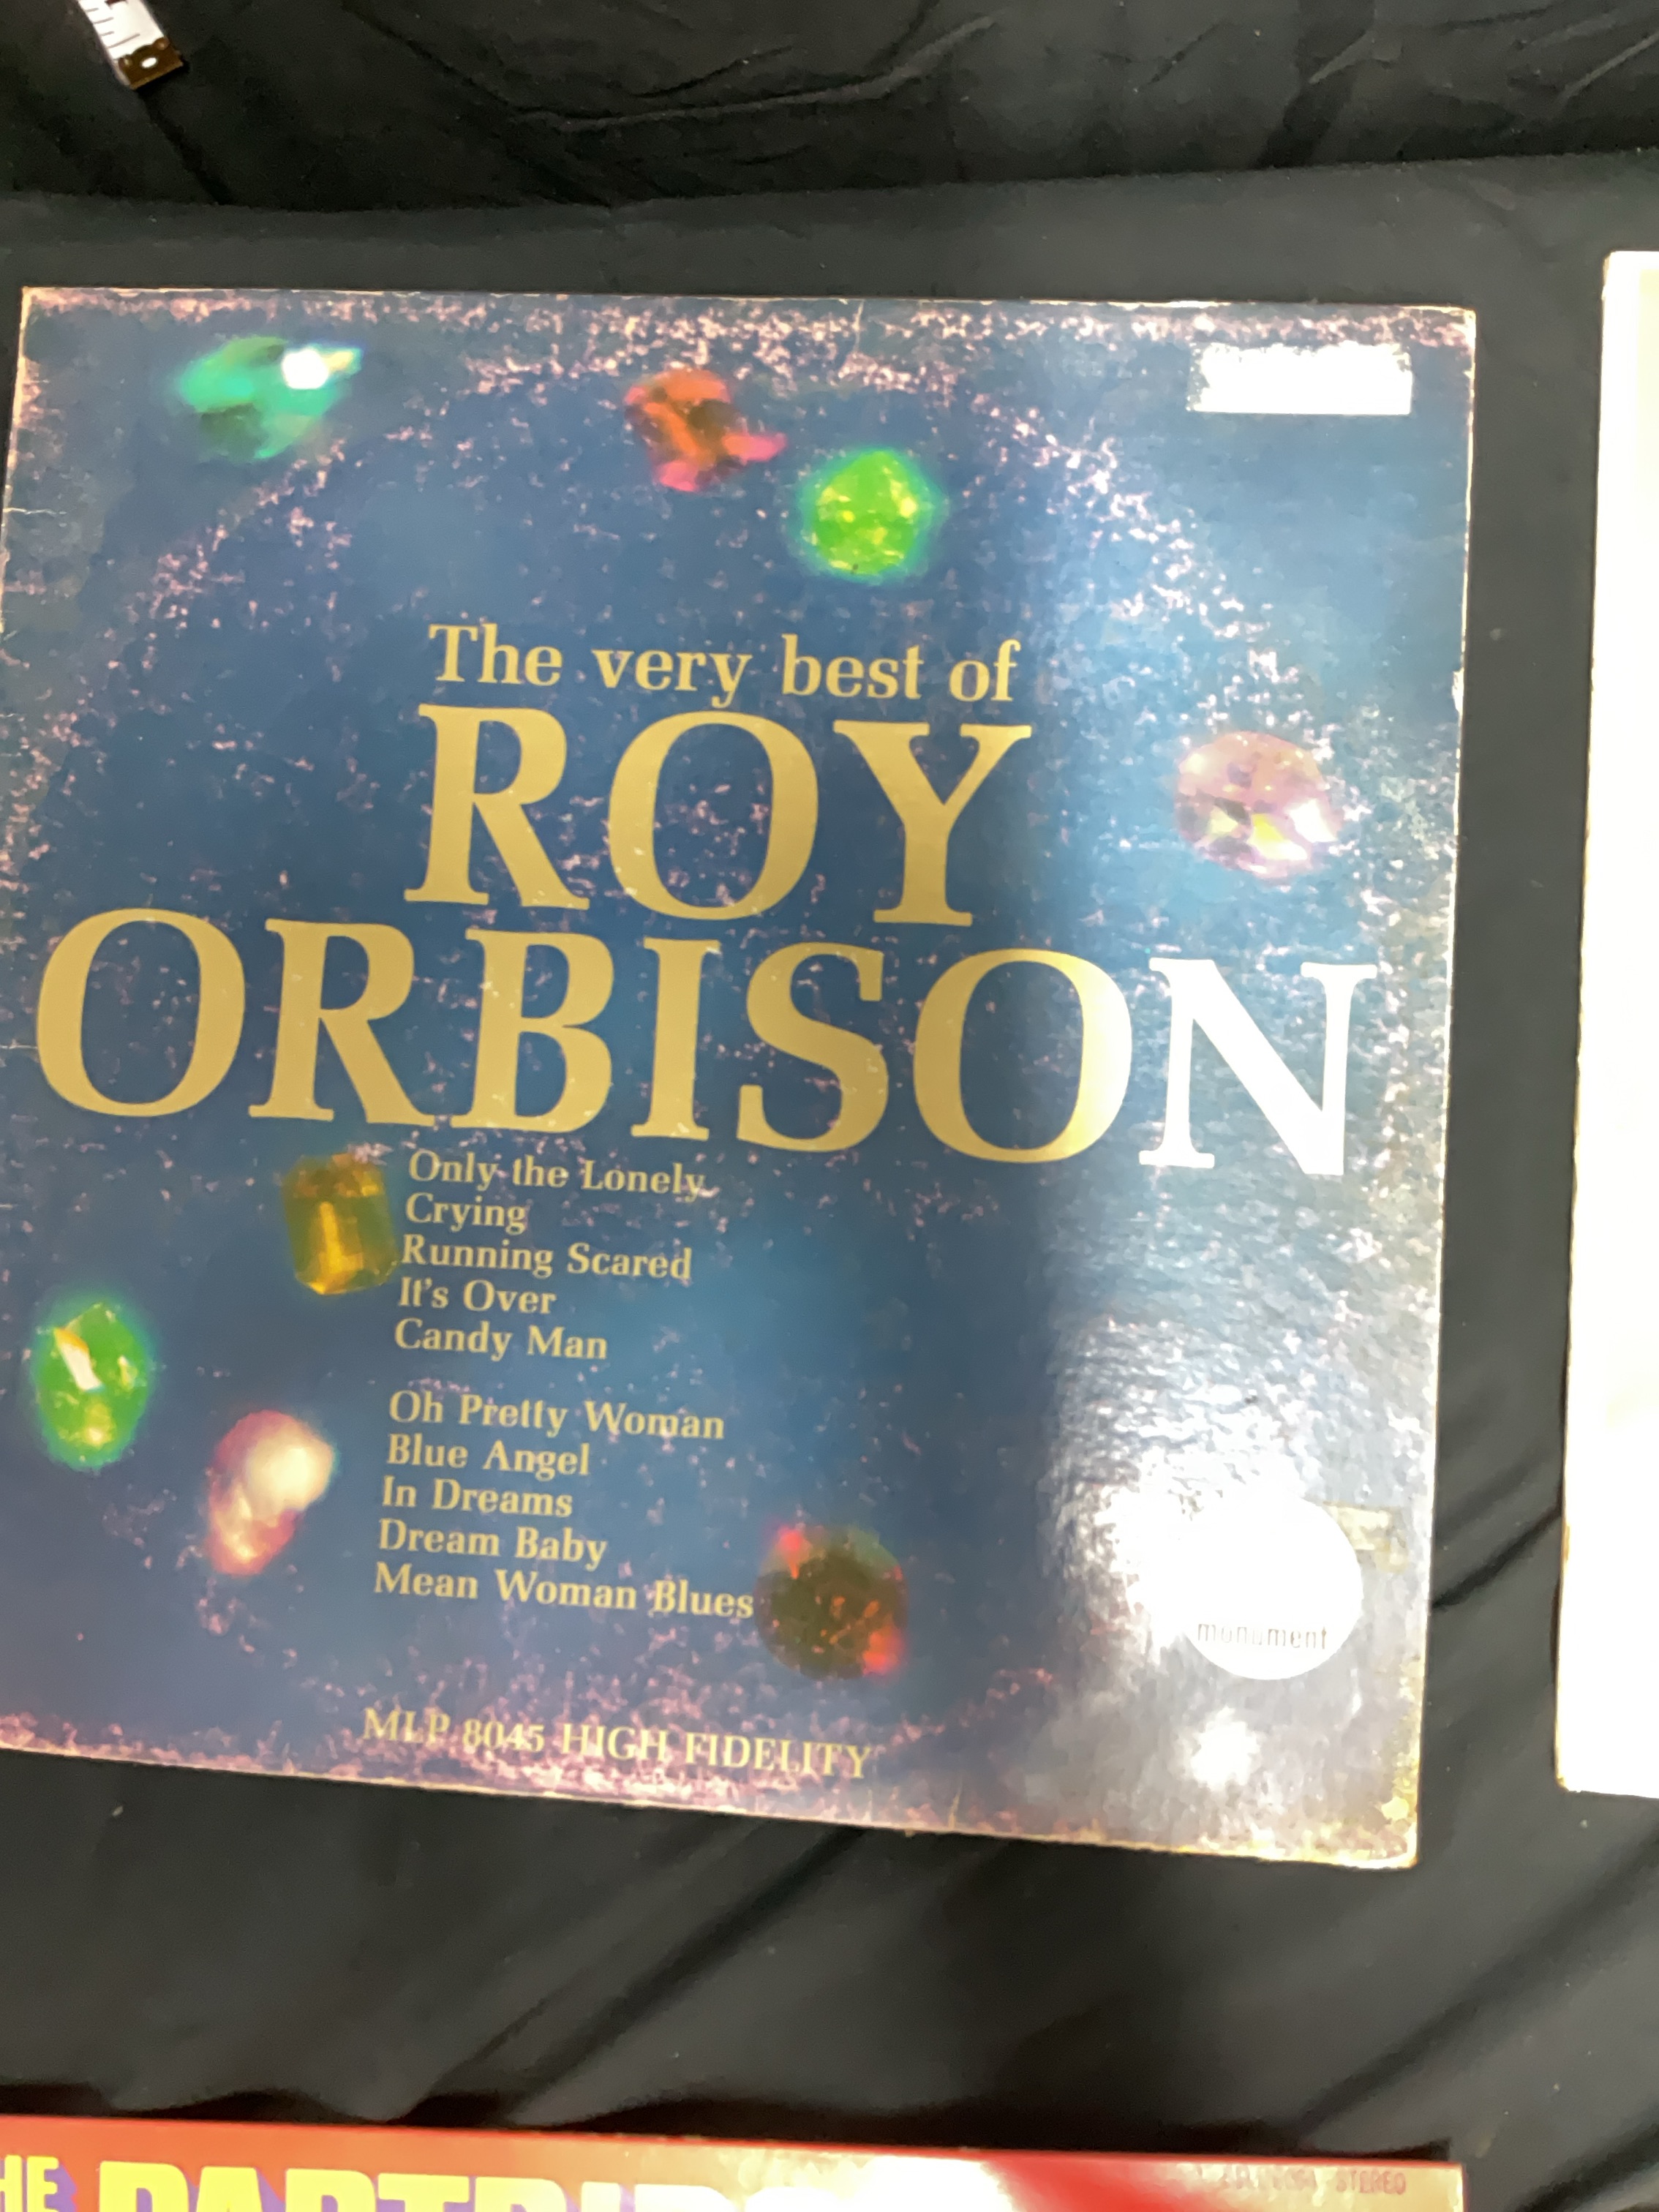 The very best of
ROY
ORBISON
Only the Lonely
Crying
Running Scared
It's Over
Candy Man
Oh Pretty Woman
Blue Angel
In Dreams
Dream Baby
Mean Woman Blues
monument
MLP 8045 HIGH FIDELITY
STEREO